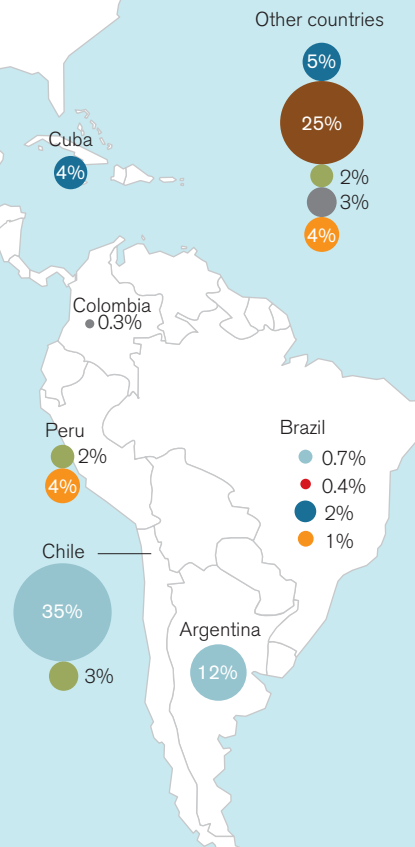 Other countries
5%
25%
2%
3%
4%
Cuba
4%
Colombia
0.3%
Peru
2%
4%
Brazil
0.7%
0.4%
2%
1%
Chile
35%
3%
Argentina
12%